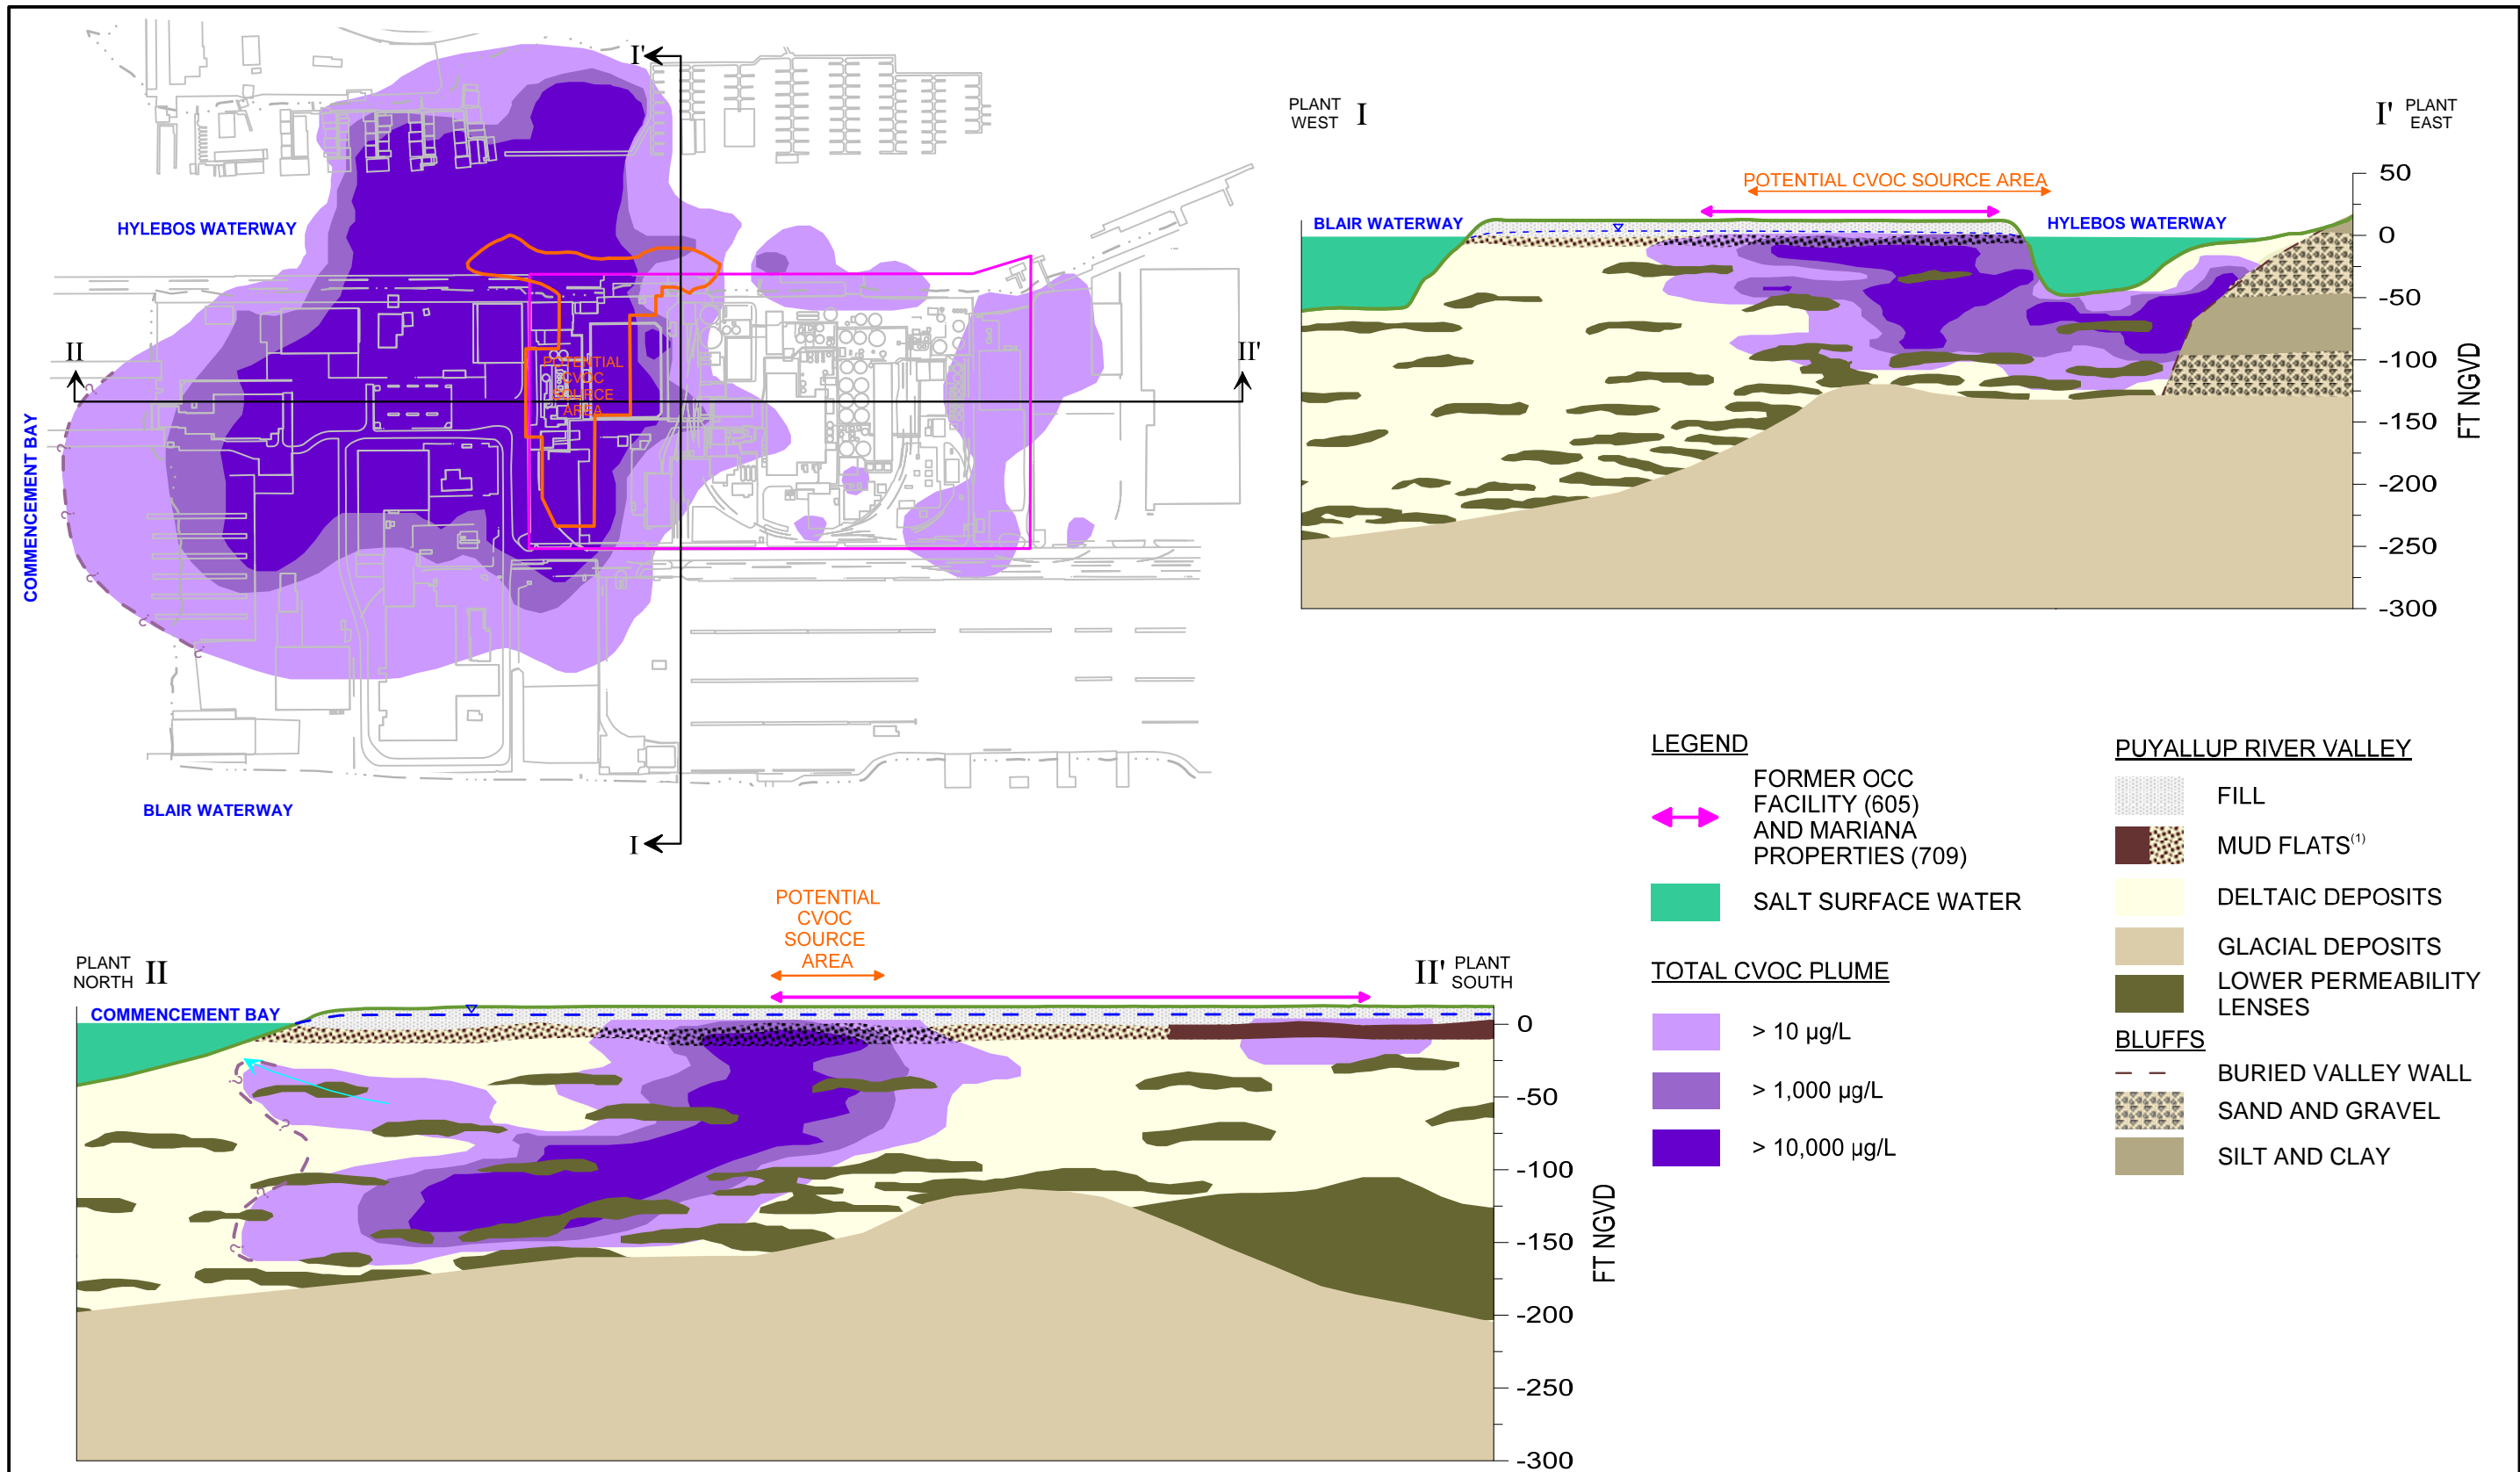 I'
HYLEBOS WATERWAY
II
II'
POTENTIAL
CVOC
SOURCE
AREA
COMMENCEMENT BAY
?
?
?
?
?
?
BLAIR WATERWAY
I
PLANT
WEST
I
I'
PLANT
EAST
POTENTIAL CVOC SOURCE AREA
BLAIR WATERWAY
HYLEBOS WATERWAY
50
0
-50
-100
-150
-200
-250
-300
FT NGVD
LEGEND
FORMER OCC
FACILITY (605)
AND MARIANA
PROPERTIES (709)
SALT SURFACE WATER
TOTAL CVOC PLUME
> 10 µg/L
> 1,000 µg/L
> 10,000 µg/L
PUYALLUP RIVER VALLEY
FILL
MUD FLATS(1)
DELTAIC DEPOSITS
GLACIAL DEPOSITS
LOWER PERMEABILITY
LENSES
BLUFFS
BURIED VALLEY WALL
SAND AND GRAVEL
SILT AND CLAY
POTENTIAL
CVOC
SOURCE
AREA
PLANT
NORTH
II
II'
PLANT
SOUTH
COMMENCEMENT BAY
?
?
?
?
0
-50
-100
-150
-200
-250
-300
FT NGVD